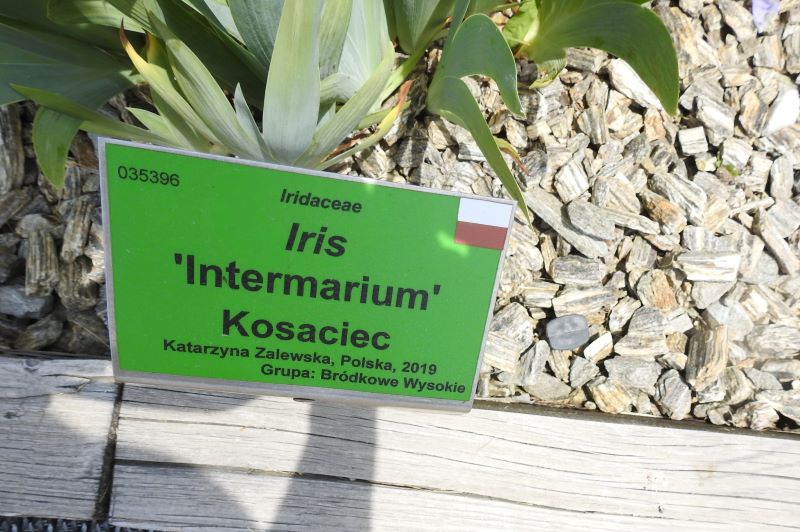 035396
Iridaceae
Iris
'Intermarium'
Kosaciec
Katarzyna Zalewska, Polska, 2019
Grupa: Bródkowe Wysokie